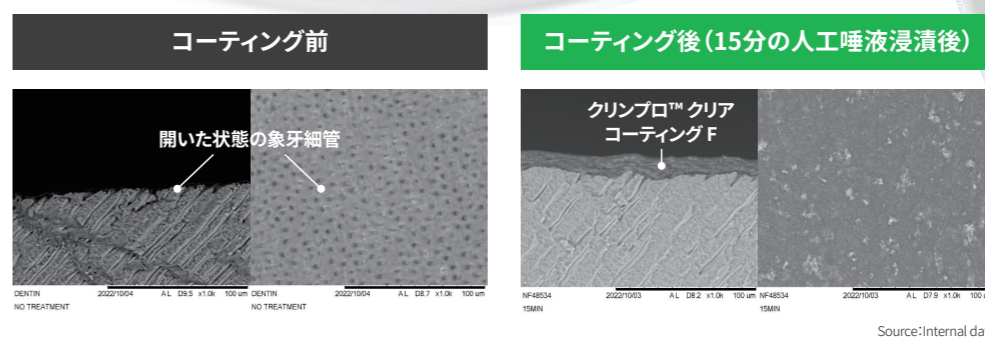 コーティング前
コーティング後（15分の人工唾液浸漬後）
開いた状態の象牙細管
クリンプロ™ クリア
コーティング F
DENTIN 2022/10/04 A L D9.5 x1.0k 100 um
NO TREATMENT
DENTIN 2022/10/04 A L D8.7 x1.0k 100 um
NO TREATMENT
NF48534 2022/10/03 A L D8.2 x1.0k 100 um
15MIN
NF48534 2022/10/03 A L D7.9 x1.0k 100
15MIN
Source:Internal